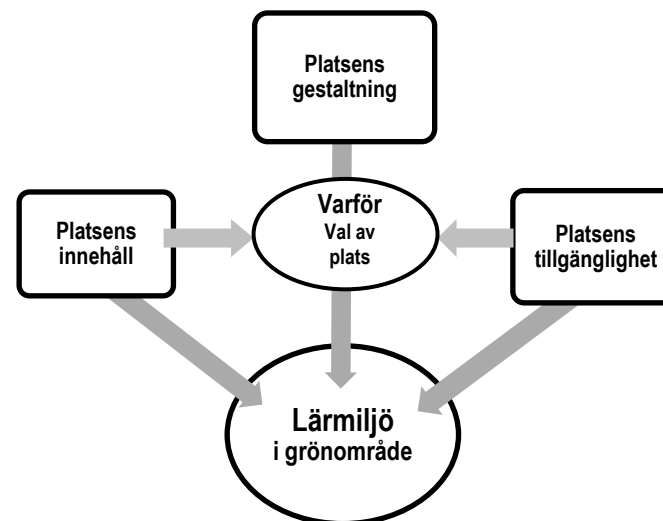 Platsens
gestaltning
Varför
Val av
plats
Platsens
innehåll
Platsens
tillgänglighet
Lärmiljö
i grönområde